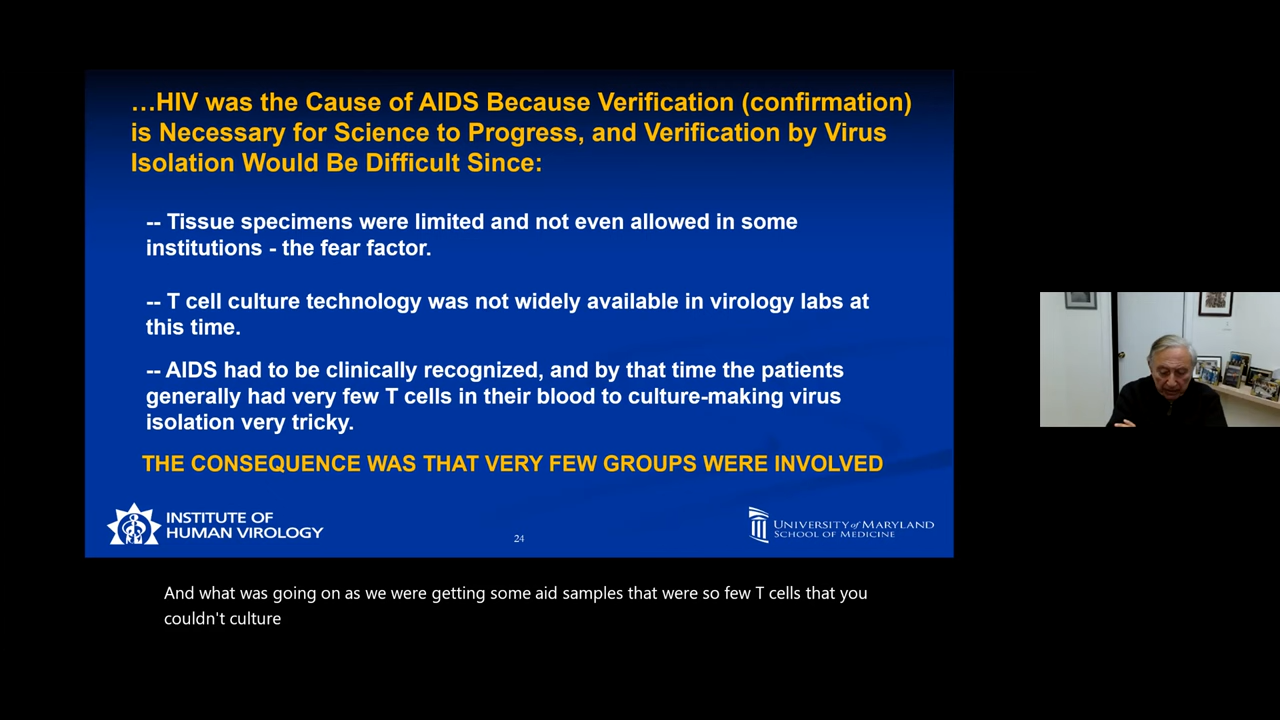 …HIV was the Cause of AIDS Because Verification (confirmation)
is Necessary for Science to Progress, and Verification by Virus
Isolation Would Be Difficult Since:
-- Tissue specimens were limited and not even allowed in some
institutions - the fear factor.
-- T cell culture technology was not widely available in virology labs at
this time.
-- AIDS had to be clinically recognized, and by that time the patients
generally had very few T cells in their blood to culture-making virus
isolation very tricky.
THE CONSEQUENCE WAS THAT VERY FEW GROUPS WERE INVOLVED
INSTITUTE OF
HUMAN VIROLOGY
24
UNIVERSITY of MARYLAND
SCHOOL OF MEDICINE
And what was going on as we were getting some aid samples that were so few T cells that you
couldn't culture